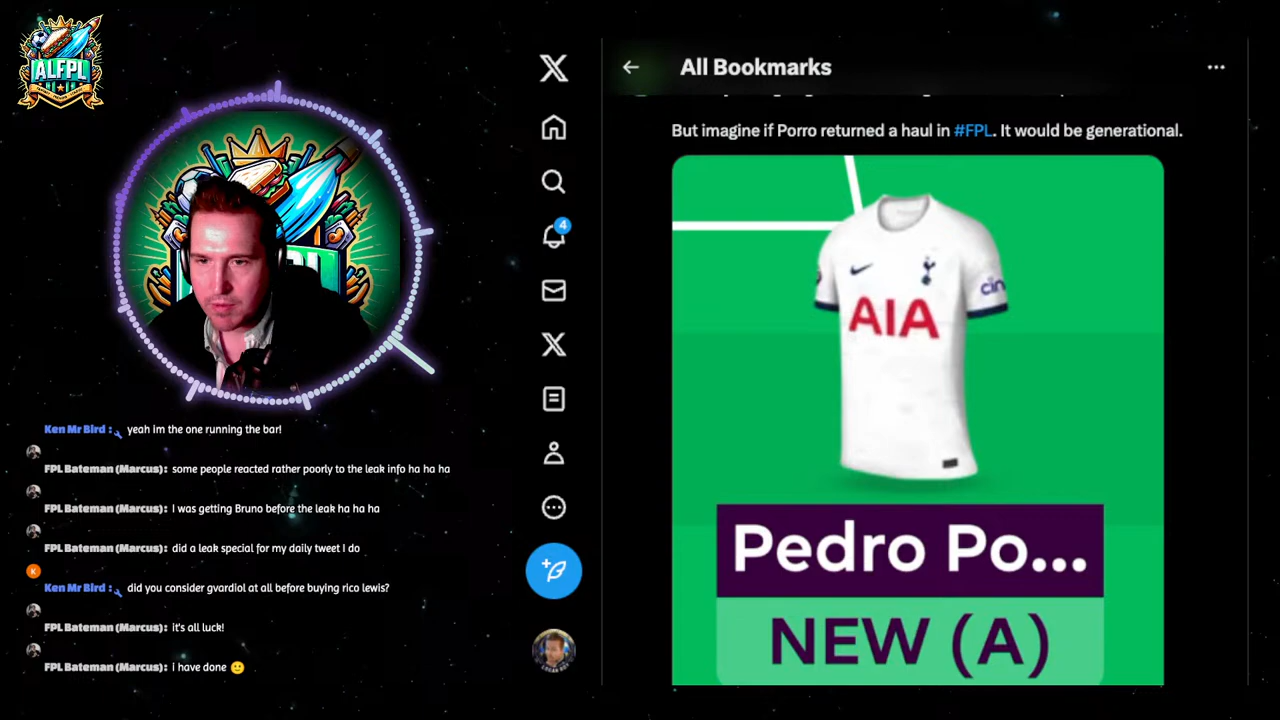 ALFPL
Ken Mr Bird : yeah im the one running the bar!
FPL Bateman (Marcus): some people reacted rather poorly to the leak info ha ha ha
FPL Bateman (Marcus): I was getting Bruno before the leak ha ha ha
FPL Bateman (Marcus): did a leak special for my daily tweet I do
K
Ken Mr Bird : did you consider gvardiol at all before buying rico lewis?
FPL Bateman (Marcus): it's all luck!
FPL Bateman (Marcus): i have done 🙂
4
All Bookmarks
But imagine if Porro returned a haul in #FPL. It would be generational.
AIA
cin
Pedro Po...
NEW (A)